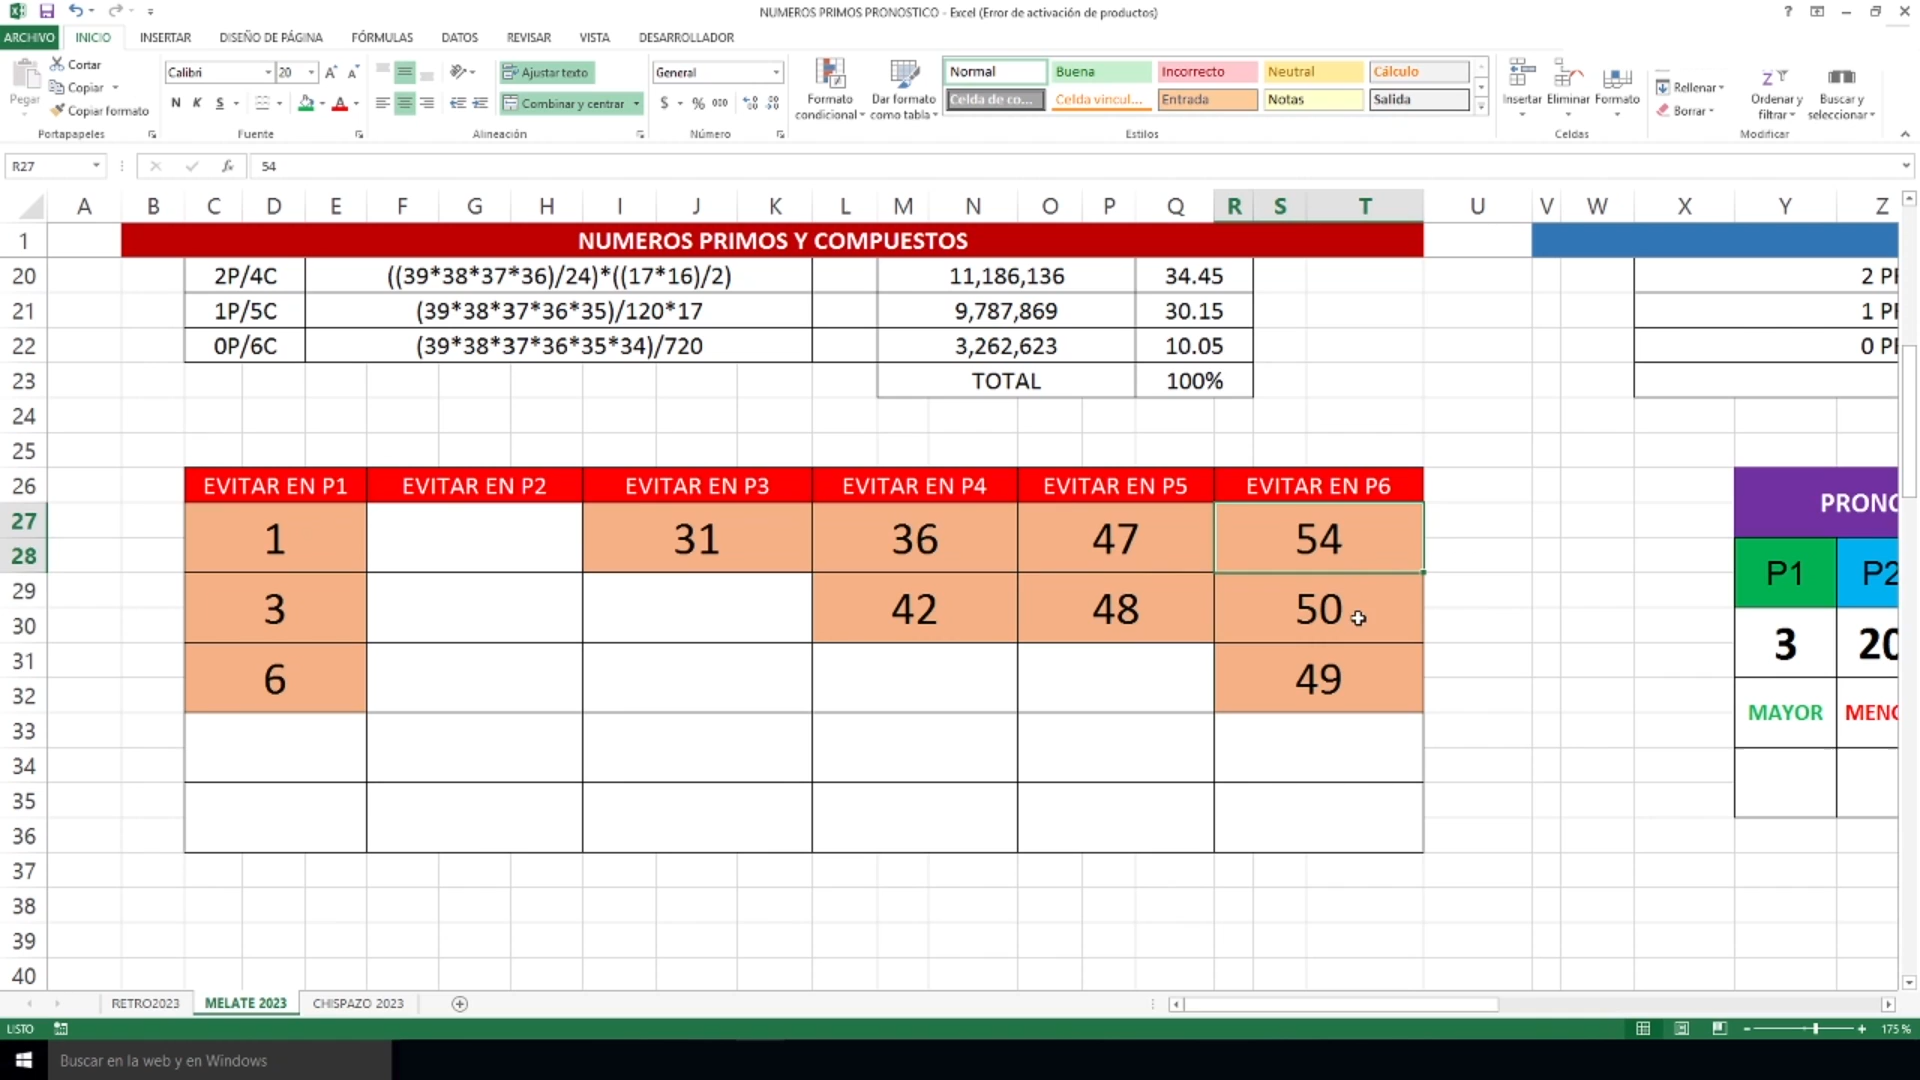 NUMEROS PRIMOS PRONOSTICO - Excel (Error de activación de productos)
ARCHIVO INICIO INSERTAR DISEÑO DE PÁGINA FÓRMULAS DATOS REVISAR VISTA DESARROLLADOR
Pegar
Cortar
Copiar
Copiar formato
Portapapeles
Calibri 20
N K S
Fuente
Ajustar texto
Combinar y centrar
Alineación
General
$ % 000
Número
Formato condicional
Dar formato como tabla
Normal Buena Incorrecto Neutral Cálculo
Celda de co... Celda vincul... Entrada Notas Salida
Estilos
Insertar Eliminar Formato
Celdas
Rellenar
Borrar
Ordenar y filtrar
Buscar y seleccionar
Modificar
R27 fx 54
A B C D E F G H I J K L M N O P Q R S T U V W X Y Z
1 NUMEROS PRIMOS Y COMPUESTOS
20 2P/4C ((39*38*37*36)/24)*((17*16)/2) 11,186,136 34.45
21 1P/5C (39*38*37*36*35)/120*17 9,787,869 30.15
22 0P/6C (39*38*37*36*35*34)/720 3,262,623 10.05
23 TOTAL 100%
24
25
26 EVITAR EN P1 EVITAR EN P2 EVITAR EN P3 EVITAR EN P4 EVITAR EN P5 EVITAR EN P6
27
1 31 36 47 54
28
29
3 42 48 50
30
31
6 49
32
33
34
35
36
37
38
39
40
P1 P2
3 20
MAYOR
RETRO2023 MELATE 2023 CHISPAZO 2023
LISTO 175 %
Buscar en la web y en Windows